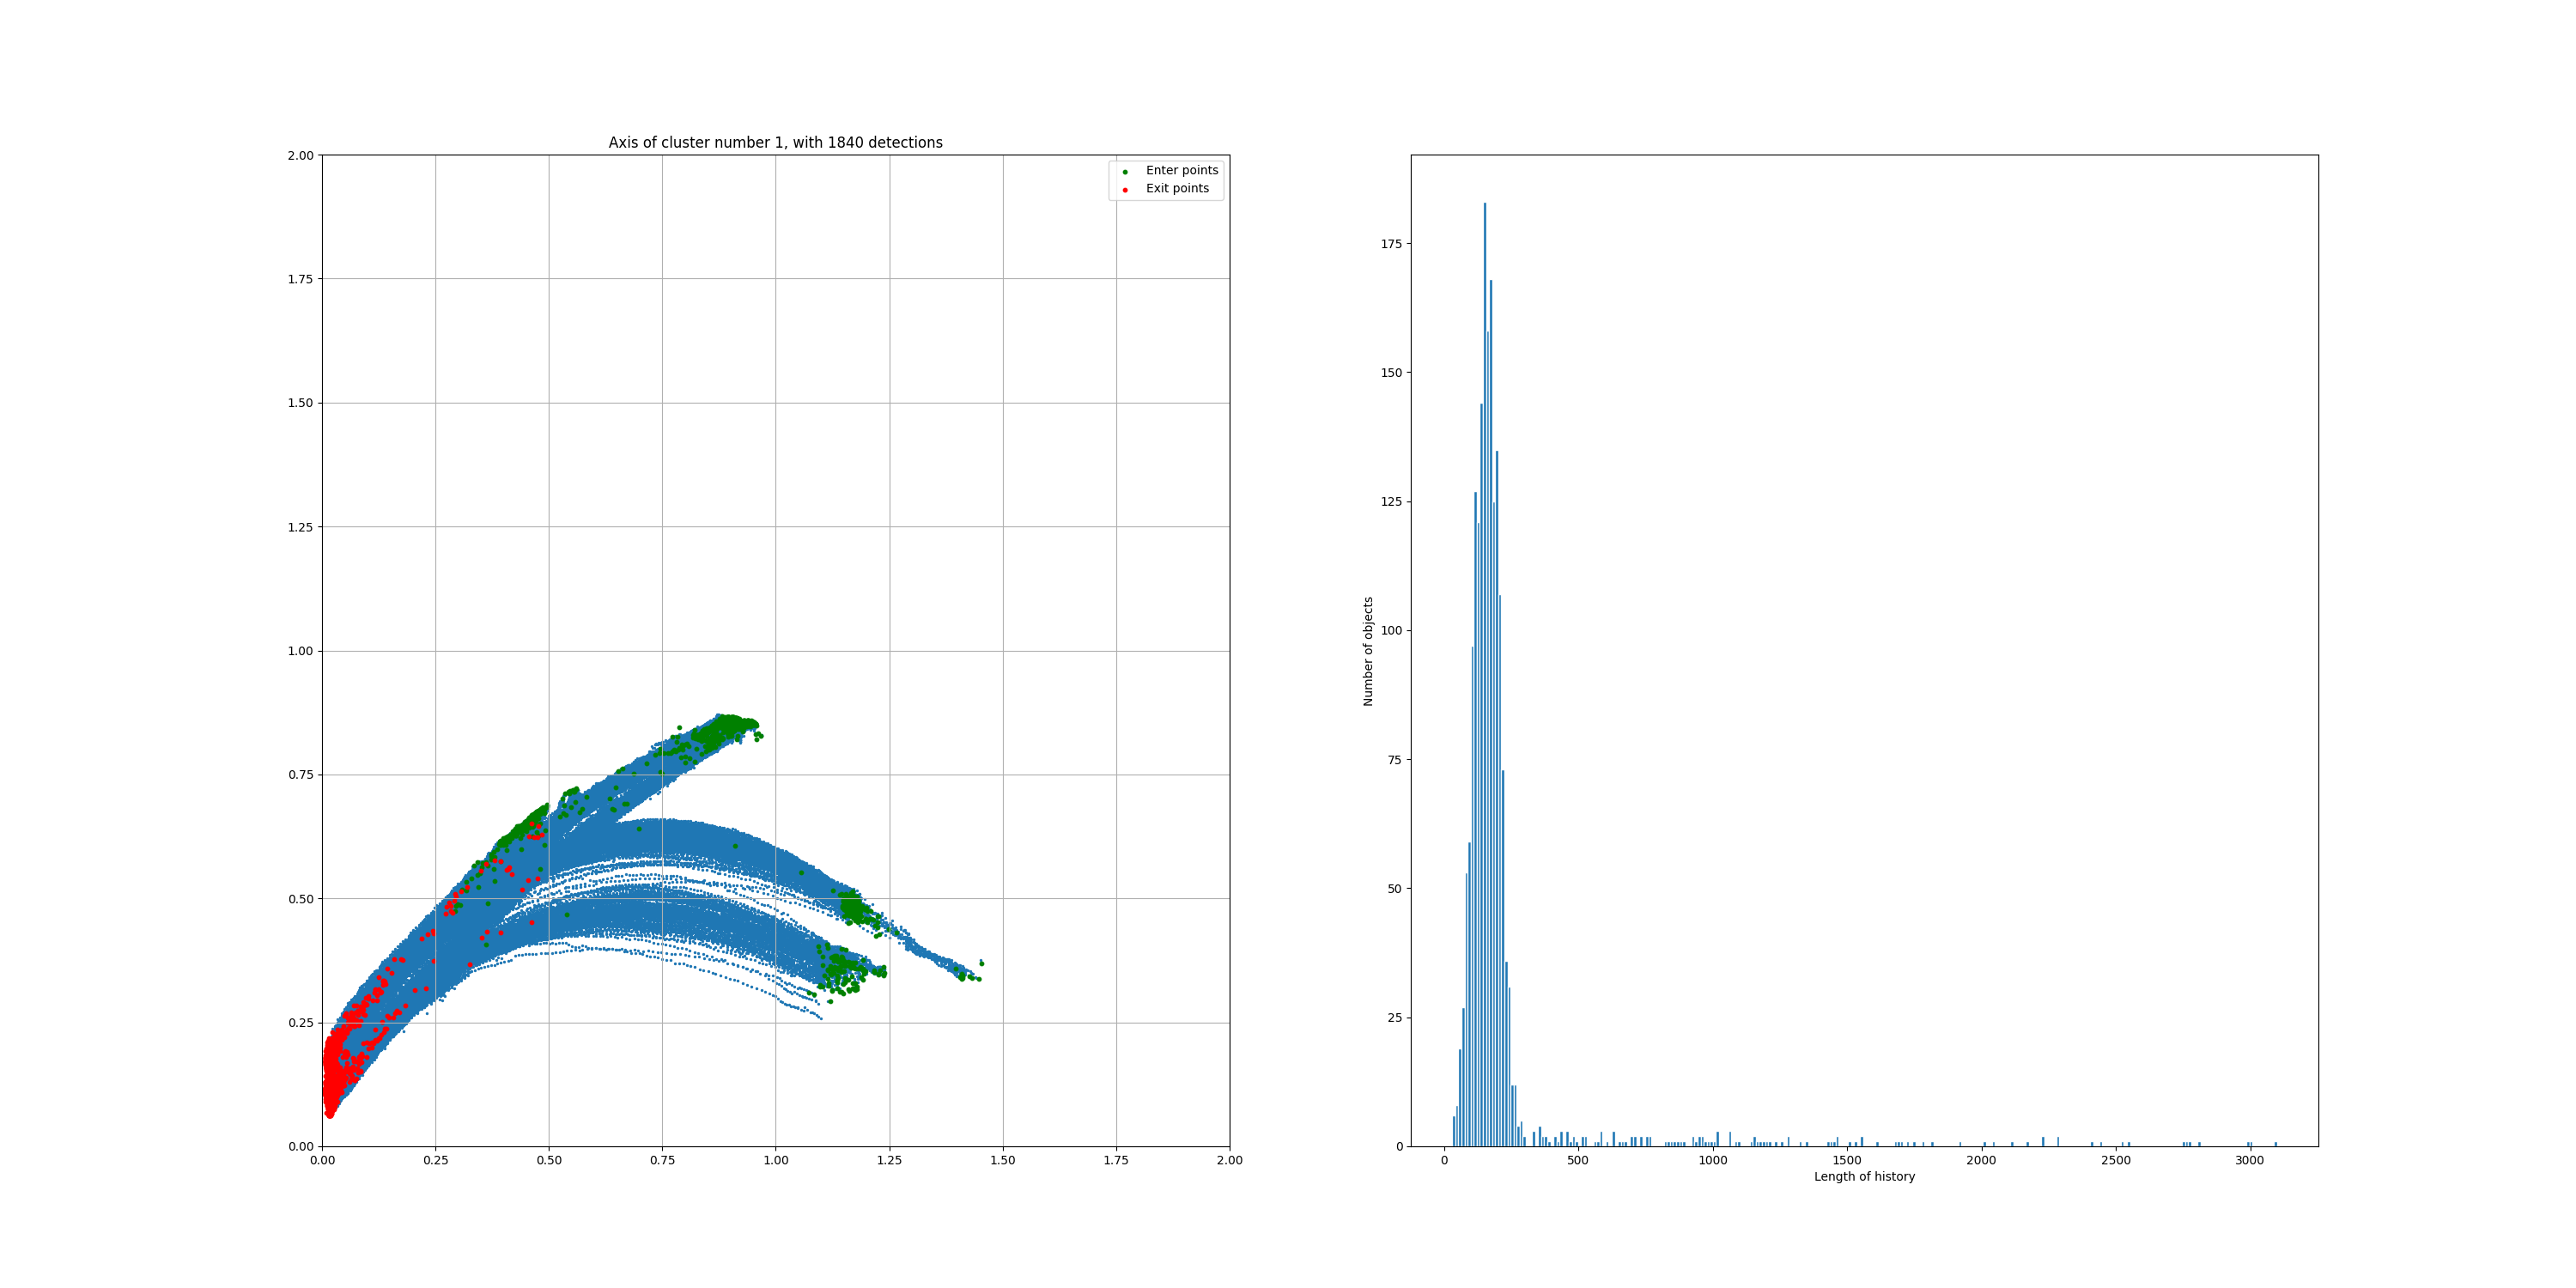 Axis of cluster number 1, with 1840 detections
Enter points
Exit points
2.00
1.75
1.50
1.25
1.00
0.75
0.50
0.25
0.00
0.00 0.25 0.50 0.75 1.00 1.25 1.50 1.75 2.00
Number of objects
175
150
125
100
75
50
25
0
0 500 1000 1500 2000 2500 3000
Length of history